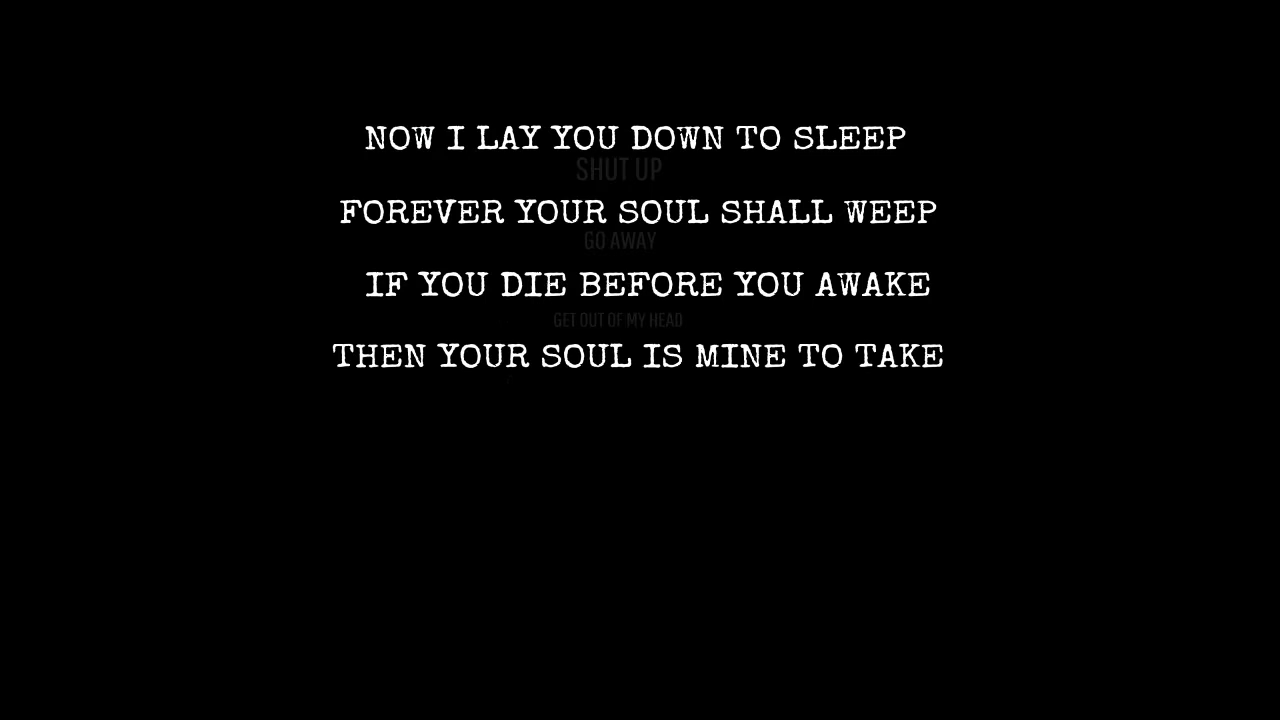 NOW I LAY YOU DOWN TO SLEEP
SHUT UP
FOREVER YOUR SOUL SHALL WEEP
GO AWAY
IF YOU DIE BEFORE YOU AWAKE
GET OUT OF MY HEAD
THEN YOUR SOUL IS MINE TO TAKE